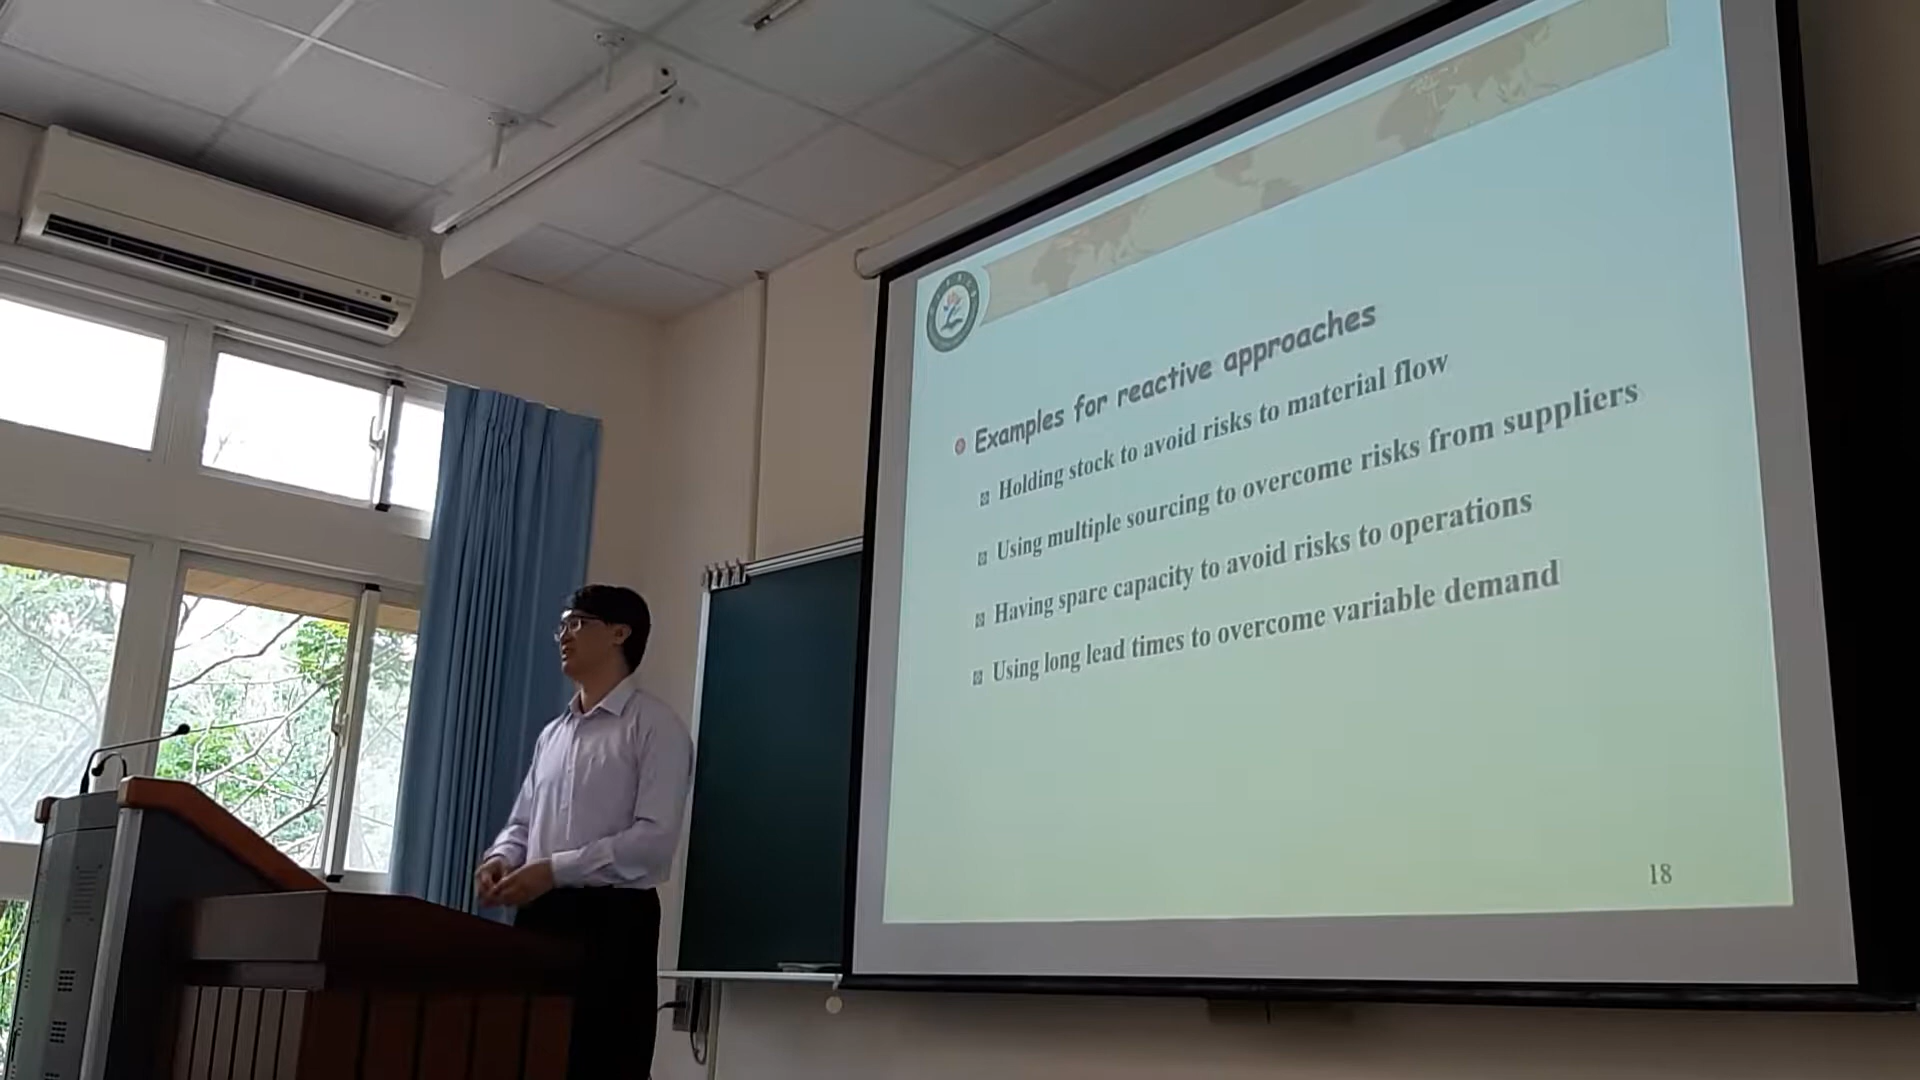 Examples for reactive approaches
Holding stock to avoid risks to material flow
Using multiple sourcing to overcome risks from suppliers
Having spare capacity to avoid risks to operations
Using long lead times to overcome variable demand
18